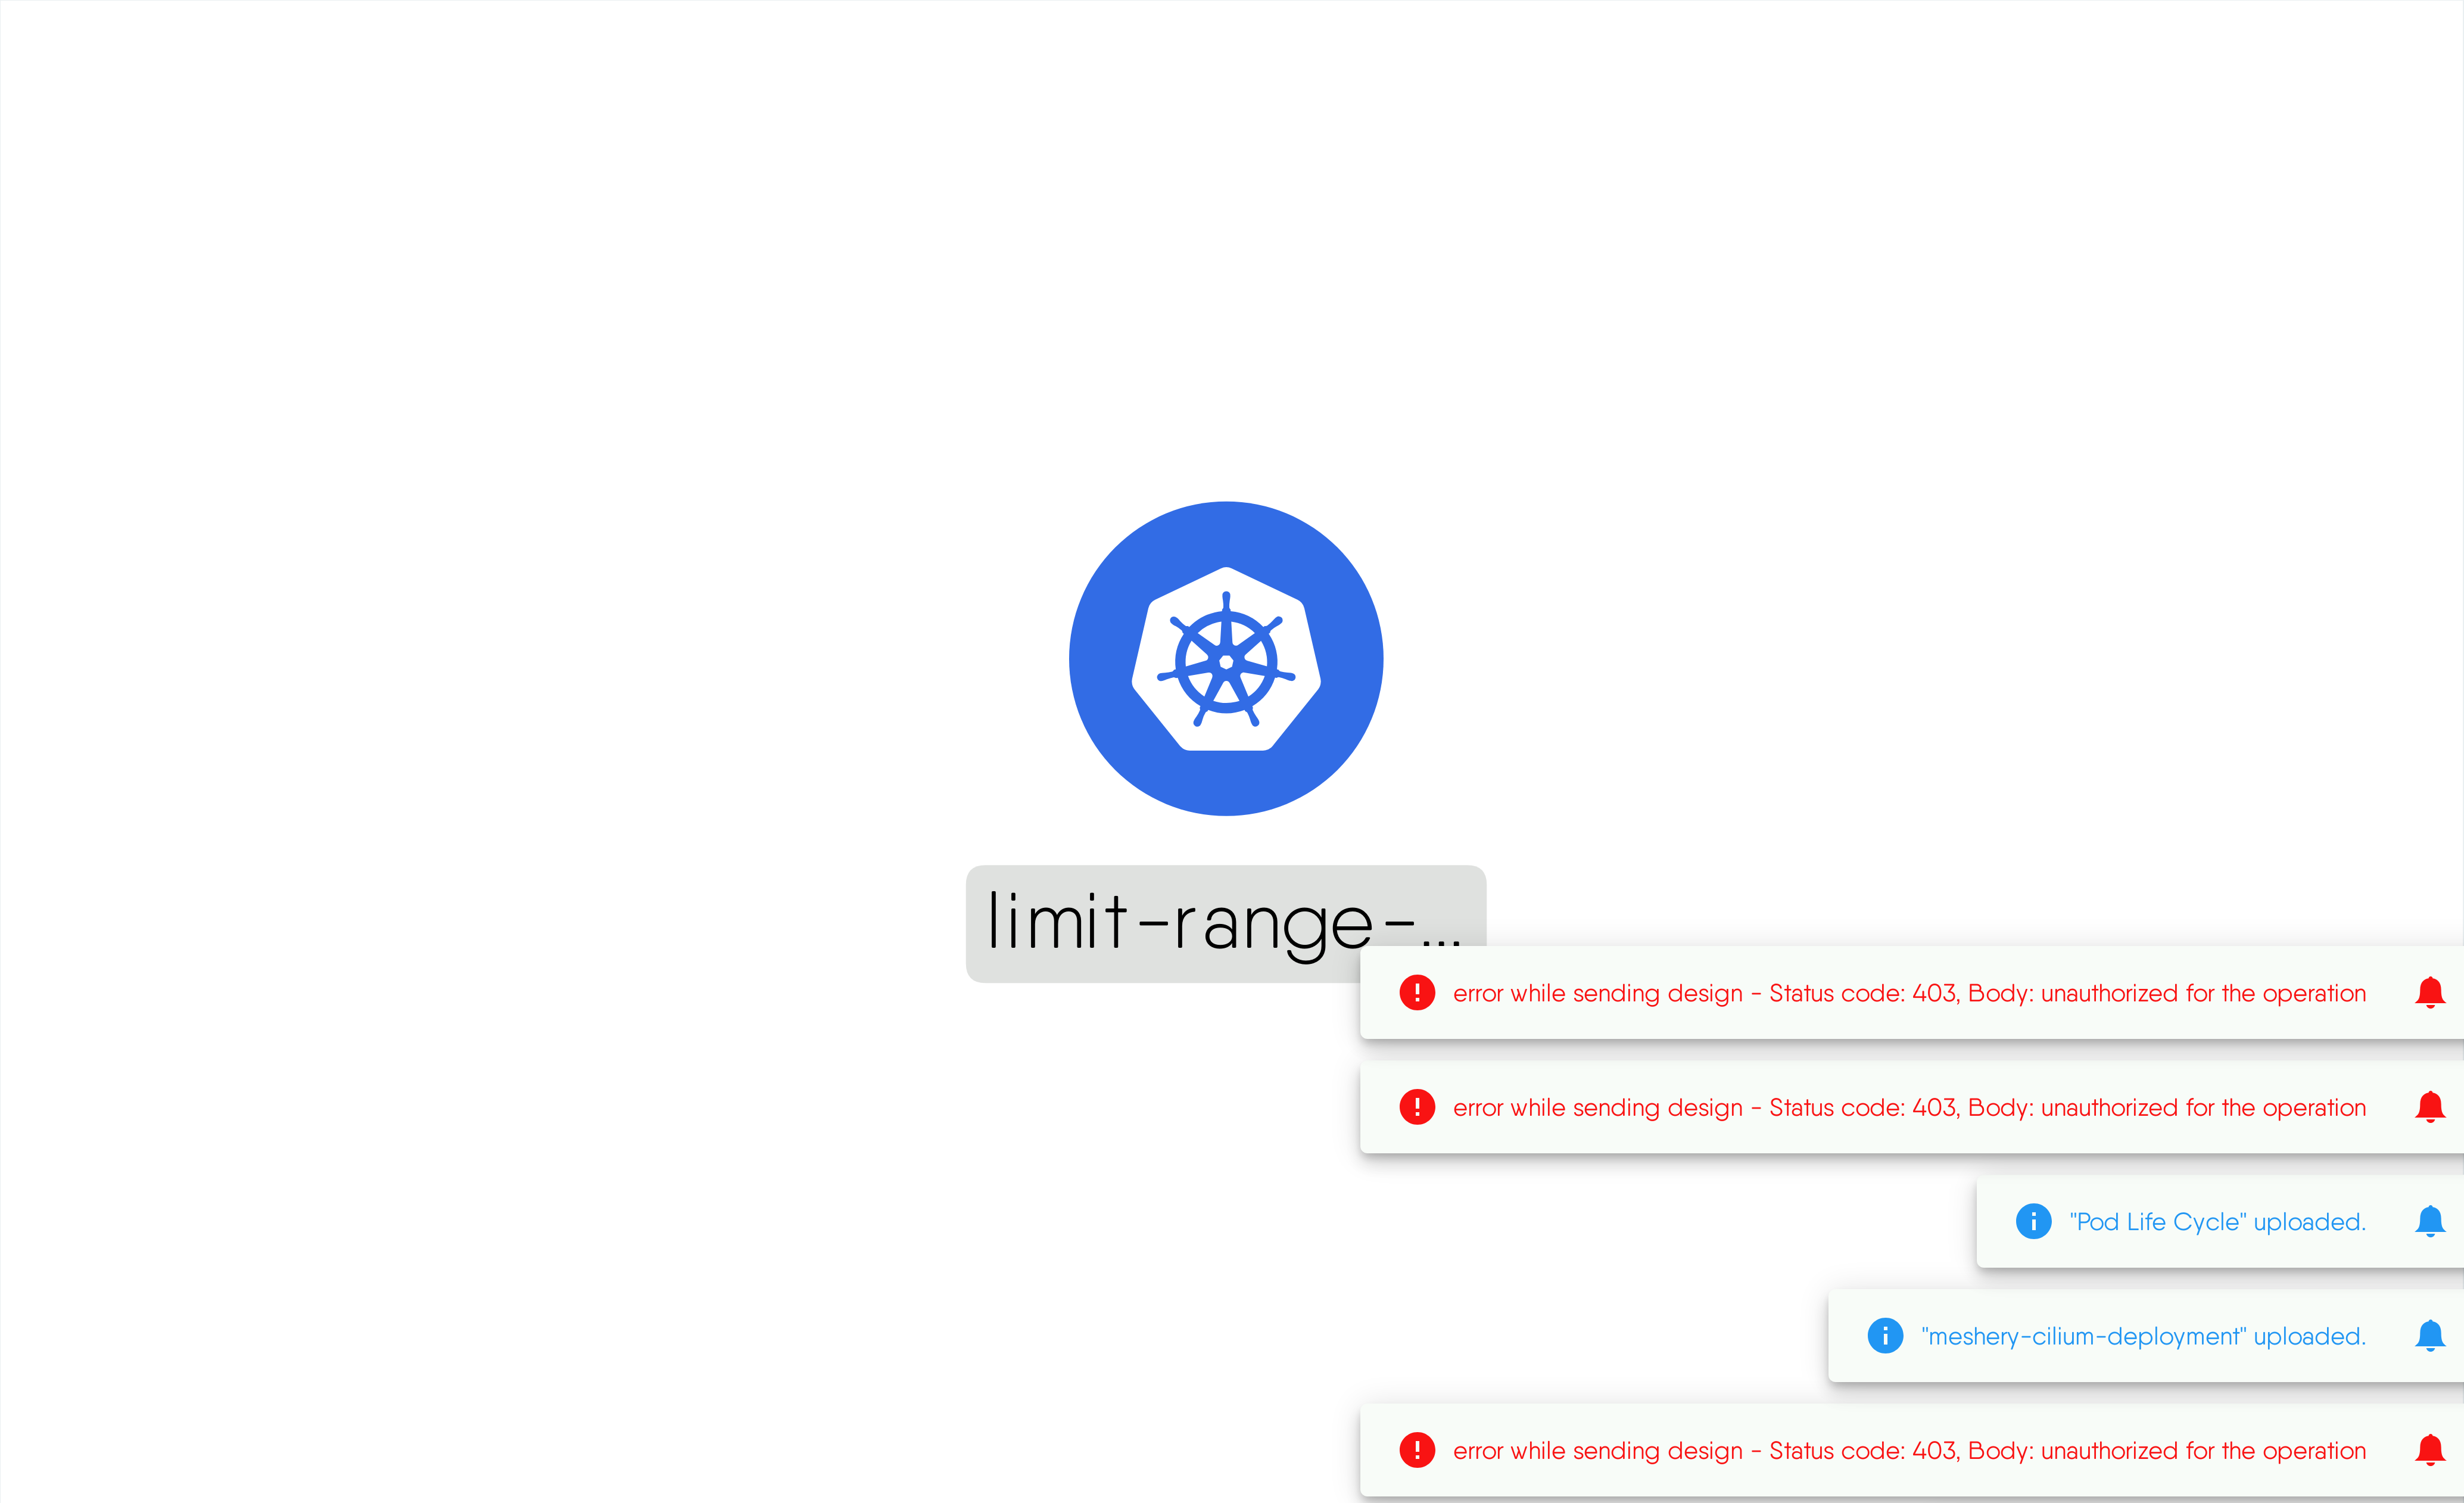 limit-range-...
error while sending design - Status code: 403, Body: unauthorized for the operation
error while sending design - Status code: 403, Body: unauthorized for the operation
"Pod Life Cycle" uploaded.
"meshery-cilium-deployment" uploaded.
error while sending design - Status code: 403, Body: unauthorized for the operation